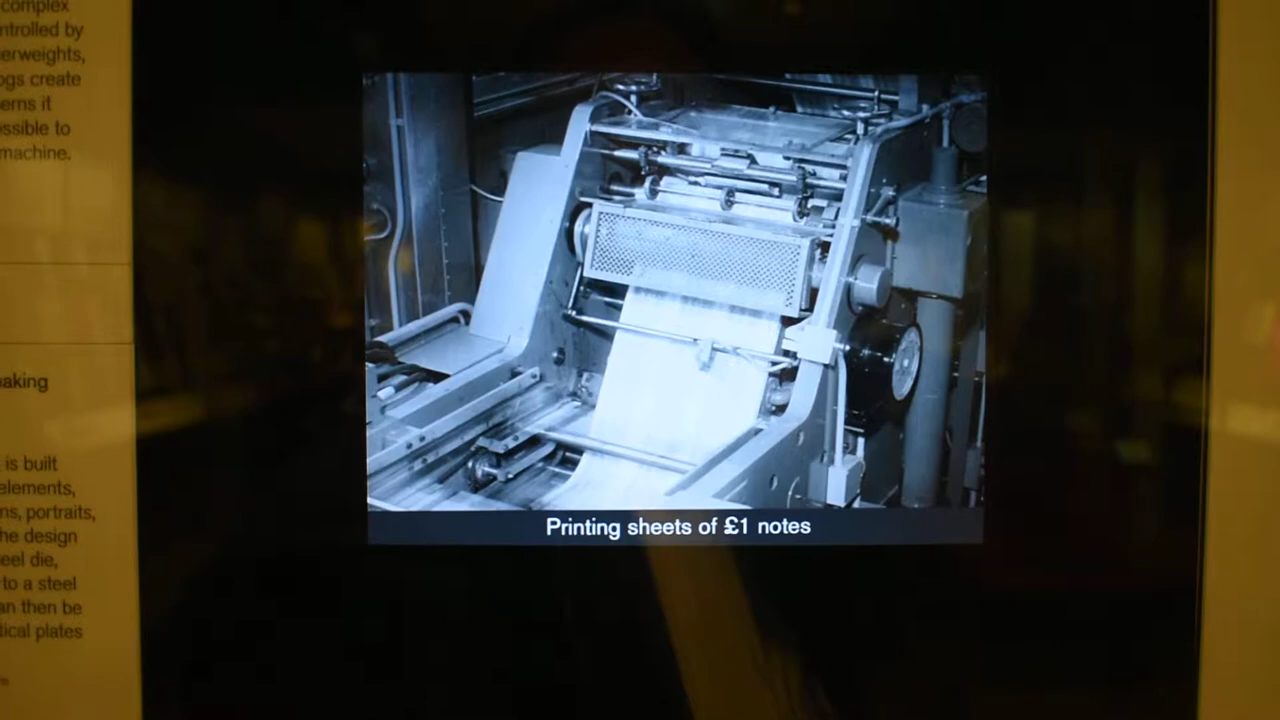 complex
ntrolled by
erweights,
ogs create
erns it
ssible to
machine.
aking
is built
elements,
ns, portraits,
he design
eel die,
to a steel
an then be
tical plates
Printing sheets of £1 notes